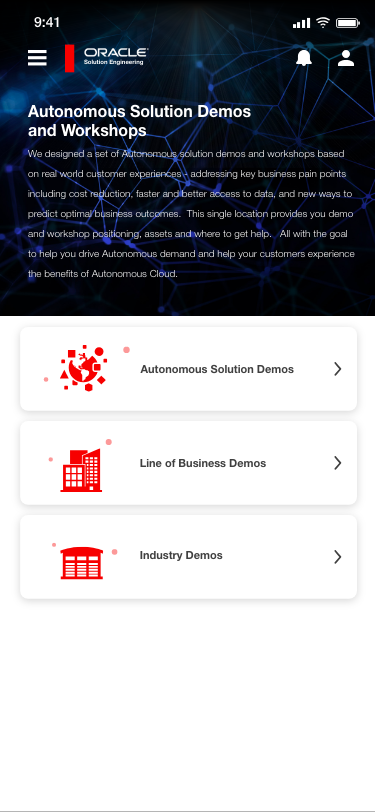 9:41
ORACLE
Solution Engineering
Autonomous Solution Demos
and Workshops
We designed a set of Autonomous solution demos and workshops based
on real world customer experiences - addressing key business pain points
including cost reduction, faster and better access to data, and new ways to
predict optimal business outcomes. This single location provides you demo
and workshop positioning, assets and where to get help. All with the goal
to help you drive Autonomous demand and help your customers experience
the benefits of Autonomous Cloud.
Autonomous Solution Demos
Line of Business Demos
Industry Demos